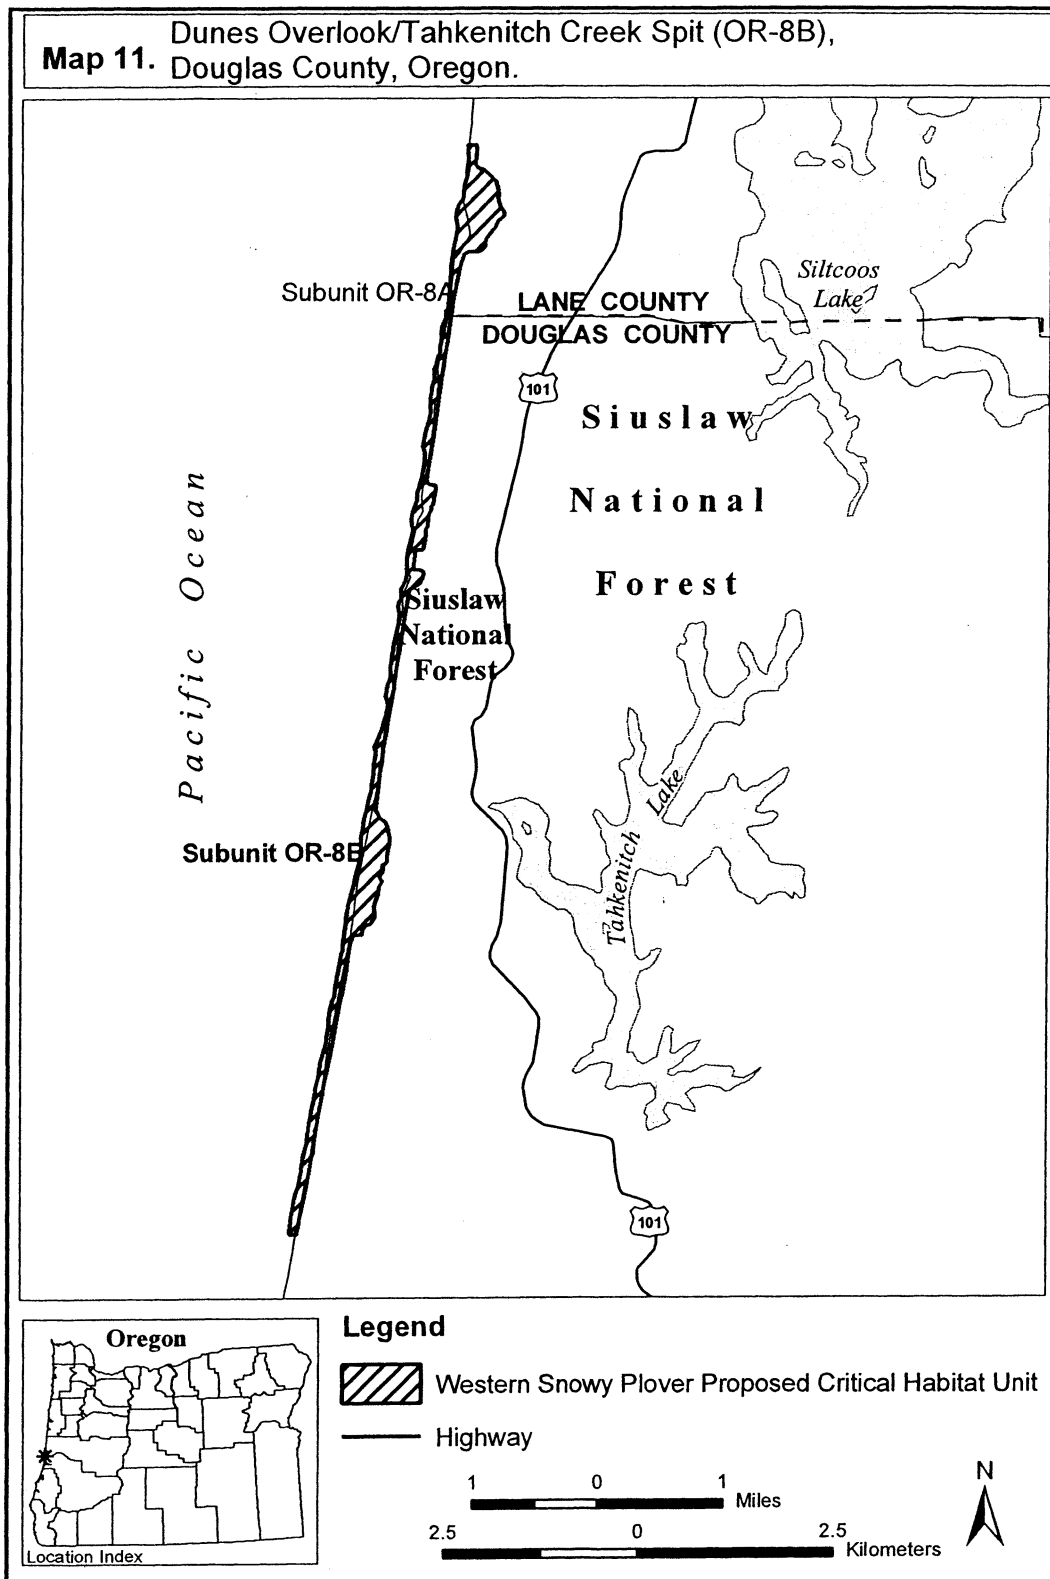 Map 11. Dunes Overlook/Tahkenitch Creek Spit (OR-8B),
Douglas County, Oregon.
Subunit OR-8A
LANE COUNTY
DOUGLAS COUNTY
Siltcoos
Lake
101
Siuslaw
National
Forest
Pacific Ocean
Siuslaw
National
Forest
Subunit OR-8B
Tahkenitch Lake
101
Oregon
Location Index
Legend
Western Snowy Plover Proposed Critical Habitat Unit
Highway
1 0 1
Miles
2.5 0 2.5
Kilometers
N